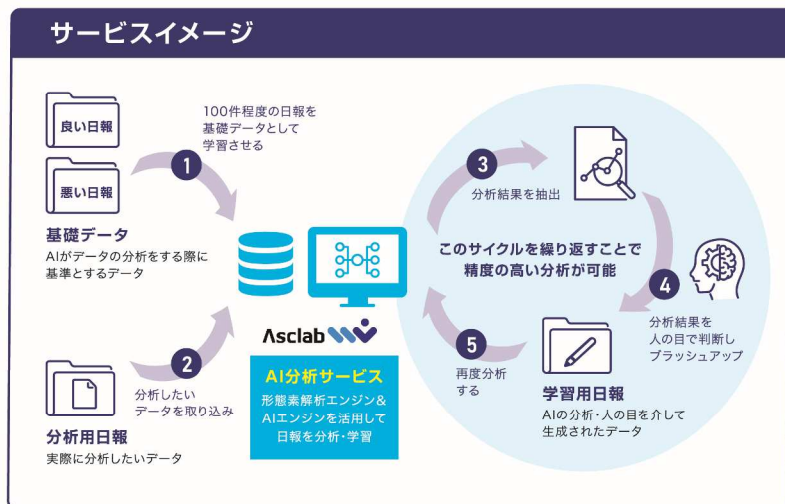 サービスイメージ
良い日報
悪い日報
基礎データ
AIがデータの分析をする際に
基準とするデータ
1
100件程度の日報を
基礎データとして
学習させる
2
分析したい
データを取り込み
分析用日報
実際に分析したいデータ
Asclab
AI分析サービス
形態素解析エンジン&
AIエンジンを活用して
日報を分析・学習
3
分析結果を抽出
このサイクルを繰り返すことで
精度の高い分析が可能
4
分析結果を
人の目で判断し
ブラッシュアップ
5
再度分析
する
学習用日報
AIの分析・人の目を介して
生成されたデータ